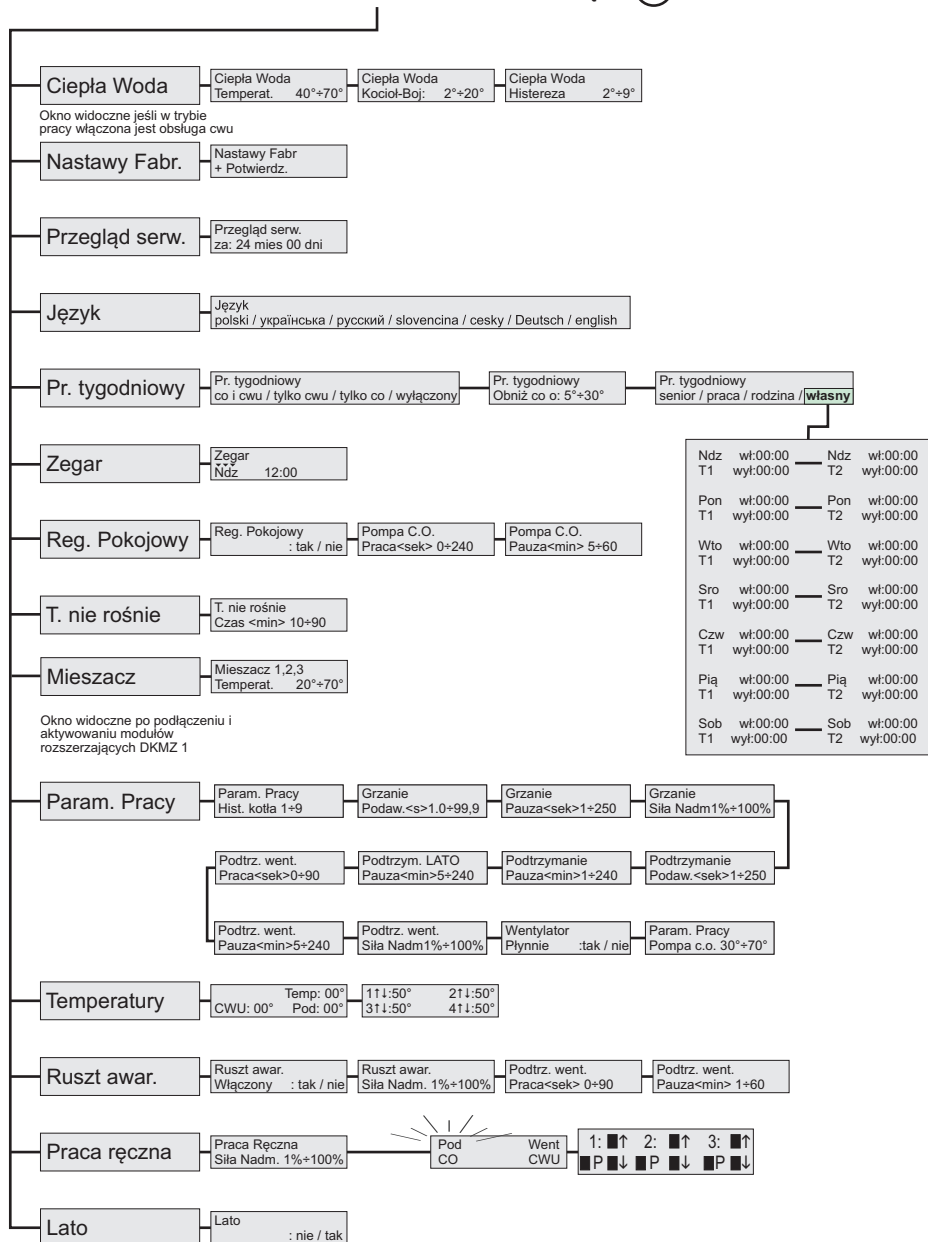 Ciepła Woda
Ciepła Woda
Temperat. 40°÷70°
Ciepła Woda
Kocioł-Boj: 2°÷20°
Ciepła Woda
Histereza 2°÷9°
Okno widoczne jeśli w trybie
pracy włączona jest obsługa cwu
Nastawy Fabr.
Nastawy Fabr
+ Potwierdz.
Przegląd serw.
Przegląd serw.
za: 24 mies 00 dni
Język
Język
polski / українська / русский / slovencina / cesky / Deutsch / english
Pr. tygodniowy
Pr. tygodniowy
co i cwu / tylko cwu / tylko co / wyłączony
Pr. tygodniowy
Obniż co o: 5°÷30°
Pr. tygodniowy
senior / praca / rodzina / własny
Ndz wł:00:00 Ndz wł:00:00
T1 wył:00:00 T2 wył:00:00
Pon wł:00:00 Pon wł:00:00
T1 wył:00:00 T2 wył:00:00
Wto wł:00:00 Wto wł:00:00
T1 wył:00:00 T2 wył:00:00
Sro wł:00:00 Sro wł:00:00
T1 wył:00:00 T2 wył:00:00
Czw wł:00:00 Czw wł:00:00
T1 wył:00:00 T2 wył:00:00
Pią wł:00:00 Pią wł:00:00
T1 wył:00:00 T2 wył:00:00
Sob wł:00:00 Sob wł:00:00
T1 wył:00:00 T2 wył:00:00
Zegar
Zegar
Ndz 12:00
Reg. Pokojowy
Reg. Pokojowy
: tak / nie
Pompa C.O.
Praca<sek> 0÷240
Pompa C.O.
Pauza<min> 5÷60
T. nie rośnie
T. nie rośnie
Czas <min> 10÷90
Mieszacz
Mieszacz 1,2,3
Temperat. 20°÷70°
Okno widoczne po podłączeniu i
aktywowaniu modułów
rozszerzających DKMZ 1
Param. Pracy
Param. Pracy
Hist. kotła 1÷9
Grzanie
Podaw.<s>1.0÷99,9
Grzanie
Pauza<sek>1÷250
Grzanie
Siła Nadm1%÷100%
Podtrz. went.
Praca<sek>0÷90
Podtrzym. LATO
Pauza<min>5÷240
Podtrzymanie
Pauza<min>1÷240
Podtrzymanie
Podaw.<sek>1÷250
Podtrz. went.
Pauza<min>5÷240
Podtrz. went.
Siła Nadm1%÷100%
Wentylator
Płynnie :tak / nie
Param. Pracy
Pompa c.o. 30°÷70°
Temperatury
Temp: 00°
CWU: 00° Pod: 00°
1↑↓:50° 2↑↓:50°
3↑↓:50° 4↑↓:50°
Ruszt awar.
Ruszt awar.
Włączony : tak / nie
Ruszt awar.
Siła Nadm. 1%÷100%
Podtrz. went.
Praca<sek> 0÷90
Podtrz. went.
Pauza<min> 1÷60
Praca ręczna
Praca Ręczna
Siła Nadm. 1%÷100%
Pod Went
CO CWU
1: ■↑ 2: ■↑ 3: ■↑
■P ■↓ ■P ■↓ ■P ■↓
Lato
Lato
: nie / tak